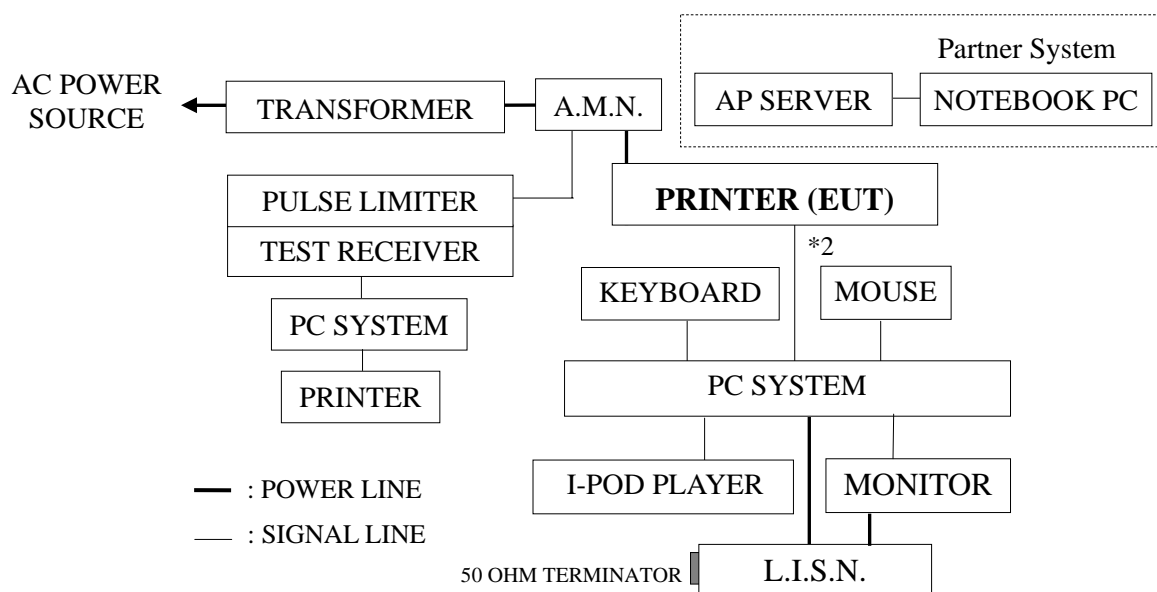 Partner System
AC POWER
SOURCE
TRANSFORMER
A.M.N.
AP SERVER
NOTEBOOK PC
PULSE LIMITER
TEST RECEIVER
PRINTER (EUT)
*2
KEYBOARD
MOUSE
PC SYSTEM
PRINTER
PC SYSTEM
I-POD PLAYER
MONITOR
: POWER LINE
: SIGNAL LINE
50 OHM TERMINATOR
L.I.S.N.